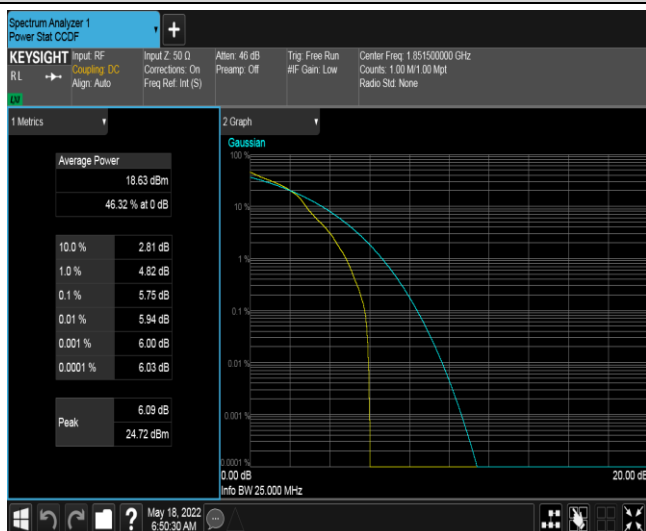 Spectrum Analyzer 1
Power Stat CCDF
+
KEYSIGHT
RL
Input: RF
Coupling: DC
Align: Auto
Input Z: 50 Ω
Corrections: On
Freq Ref: Int (S)
Atten: 46 dB
Preamp: Off
Trig: Free Run
#IF Gain: Low
Center Freq: 1.851500000 GHz
Counts: 1.00 M/1.00 Mpt
Radio Std: None
1 Metrics
Average Power
18.63 dBm
46.32 % at 0 dB
10.0 % 2.81 dB
1.0 % 4.82 dB
0.1 % 5.75 dB
0.01 % 5.94 dB
0.001 % 6.00 dB
0.0001 % 6.03 dB
Peak
6.09 dB
24.72 dBm
2 Graph
Gaussian
100 %
10 %
1 %
0.1 %
0.01 %
0.001 %
0.0001 %
0.00 dB
20.00 dB
Info BW 25.000 MHz
?
May 18, 2022
6:50:30 AM